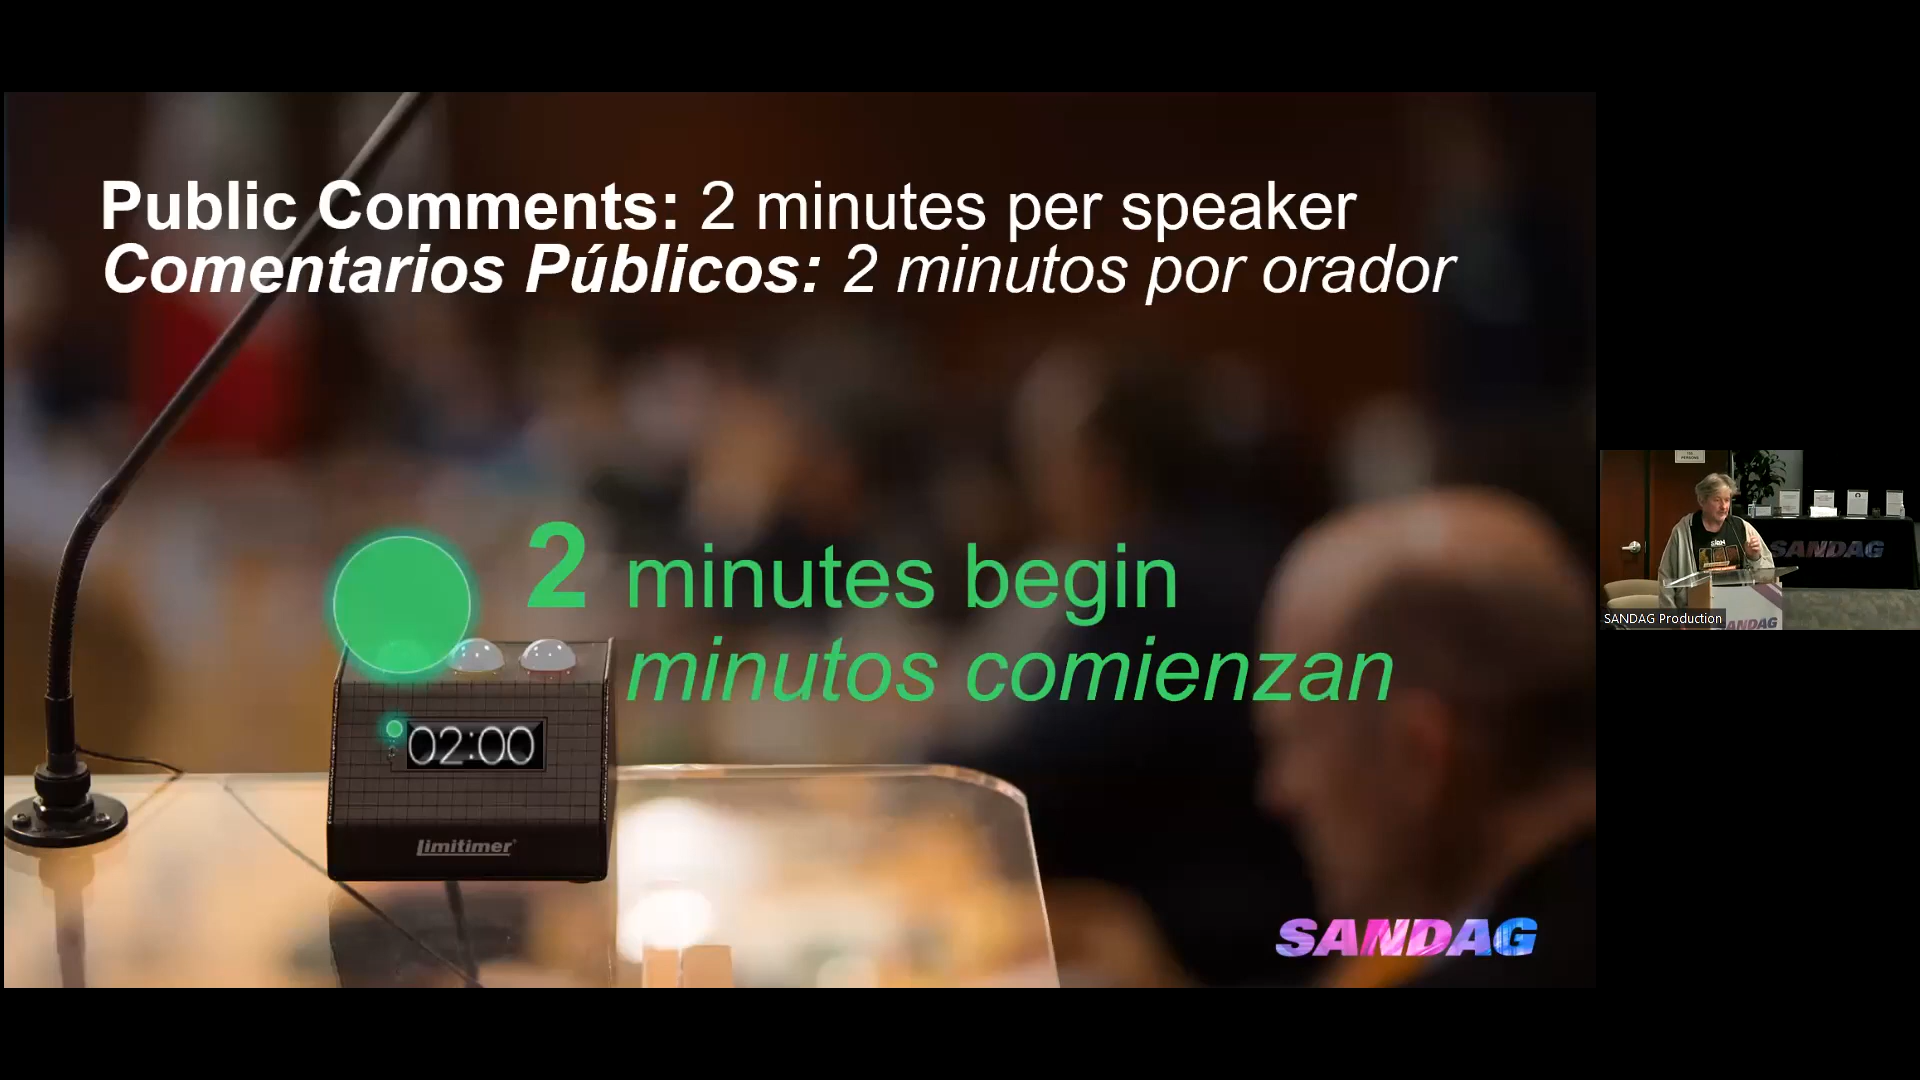 Public Comments: 2 minutes per speaker
Comentarios Públicos: 2 minutos por orador
2 minutes begin
minutos comienzan
02:00
limitimer
SANDAG
SANDAG
SANDAG Production